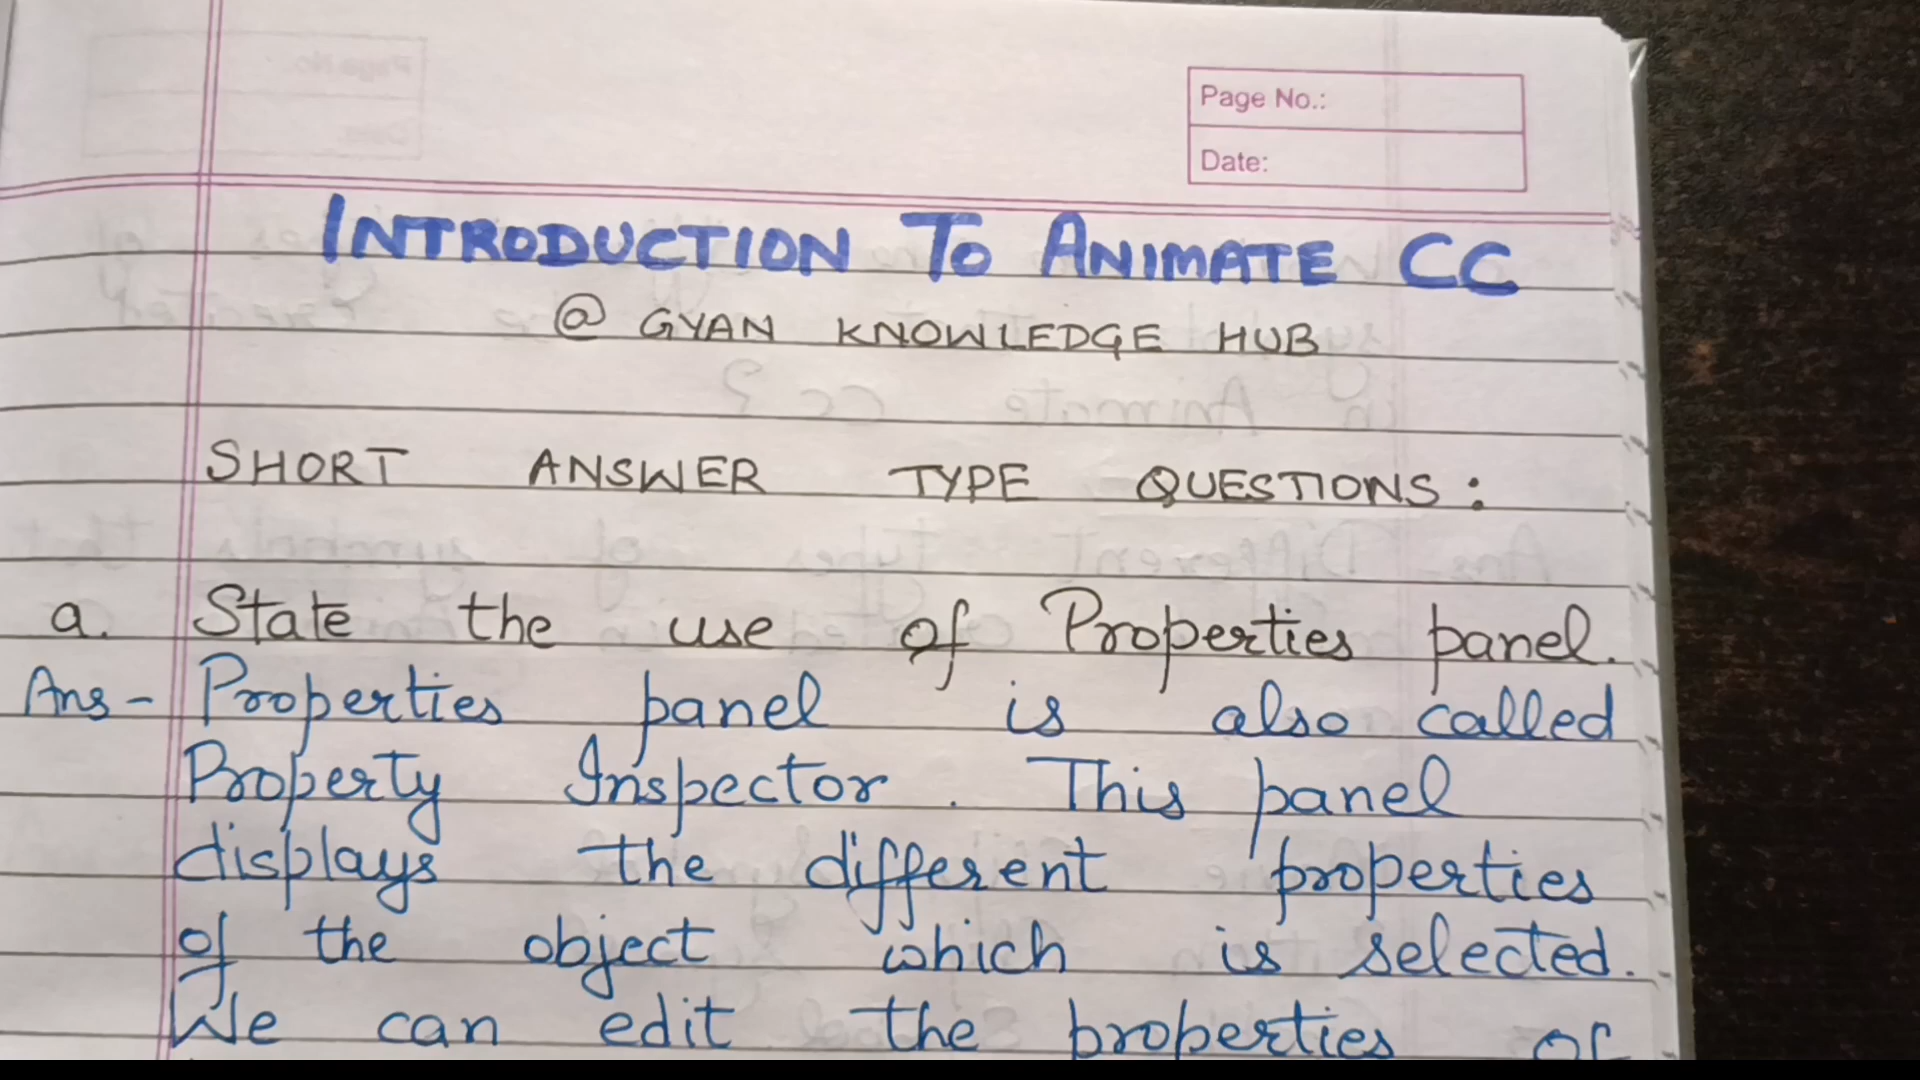 Page No.:
Date:
INTRODUCTION TO ANIMATE CC
@ GYAN KNOWLEDGE HUB
SHORT ANSWER TYPE QUESTIONS:
a. State the use of Properties panel.
Ans- Properties panel is also called
Property Inspector. This panel
displays the different properties
of the object which is selected.
We can edit the properties of